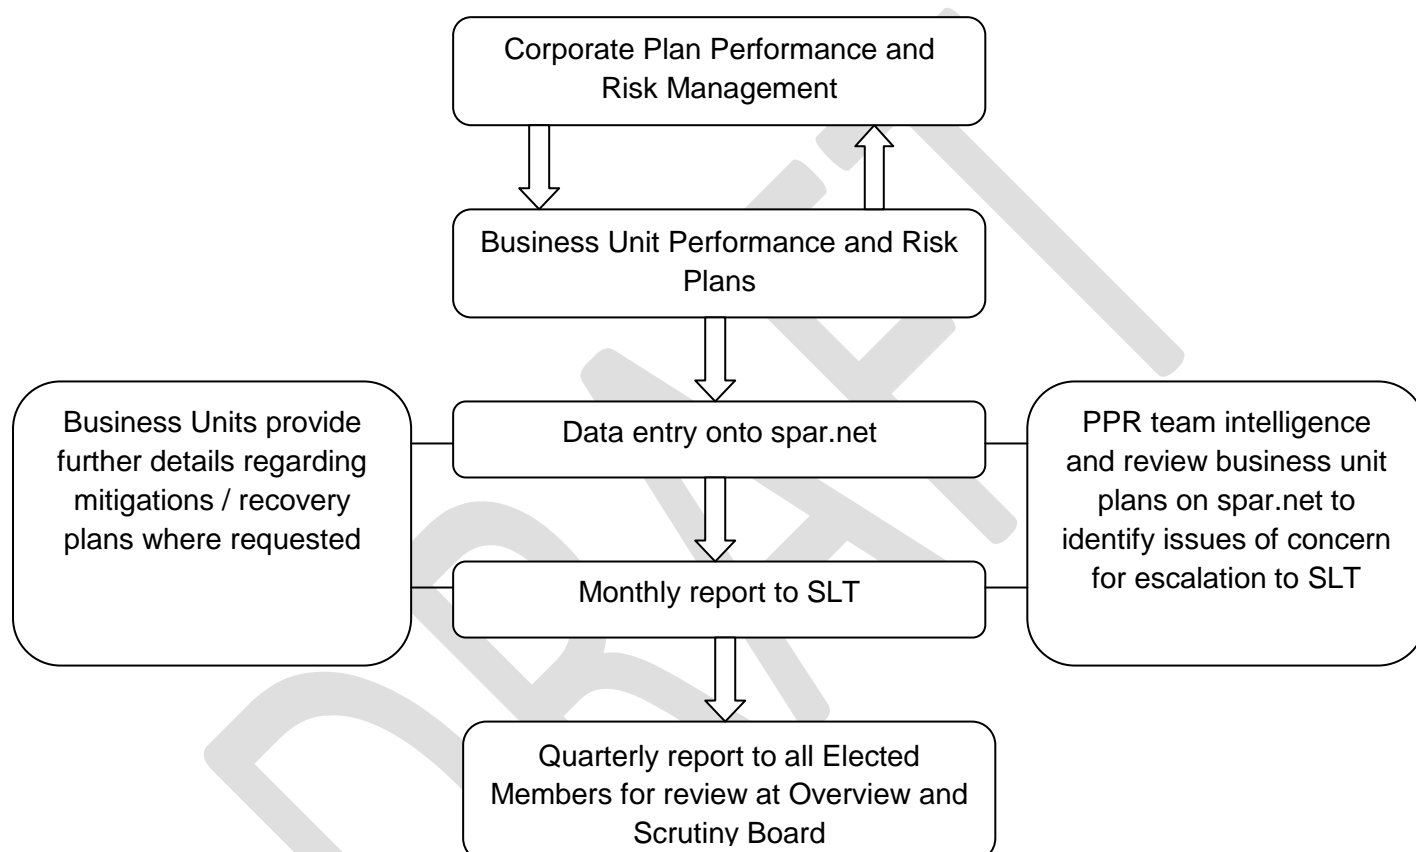 Corporate Plan Performance and
Risk Management
Business Unit Performance and Risk
Plans
Business Units provide
further details regarding
mitigations / recovery
plans where requested
Data entry onto spar.net
PPR team intelligence
and review business unit
plans on spar.net to
identify issues of concern
for escalation to SLT
Monthly report to SLT
Quarterly report to all Elected
Members for review at Overview and
Scrutiny Board
DRAFT